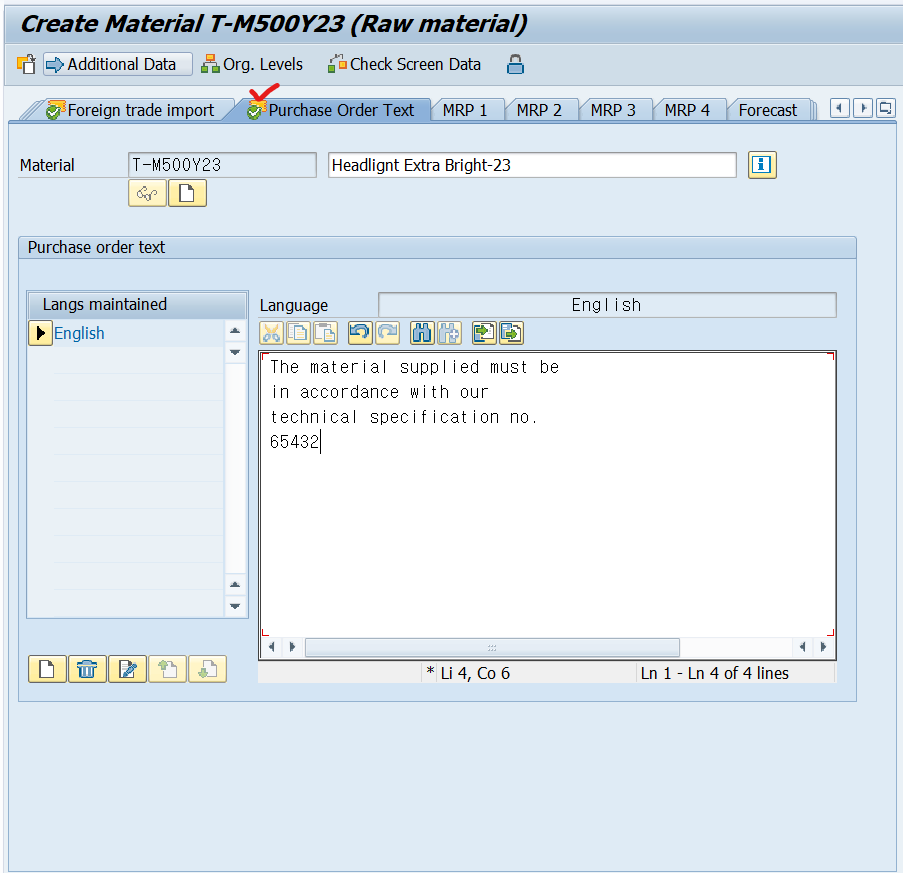 Create Material T-M500Y23 (Raw material)
Additional Data Org. Levels Check Screen Data
Foreign trade import Purchase Order Text MRP 1 MRP 2 MRP 3 MRP 4 Forecast
Material T-M500Y23 Headlignt Extra Bright-23
Purchase order text
Langs maintained
English
Language English
The material supplied must be
in accordance with our
technical specification no.
65432
* Li 4, Co 6 Ln 1 - Ln 4 of 4 lines